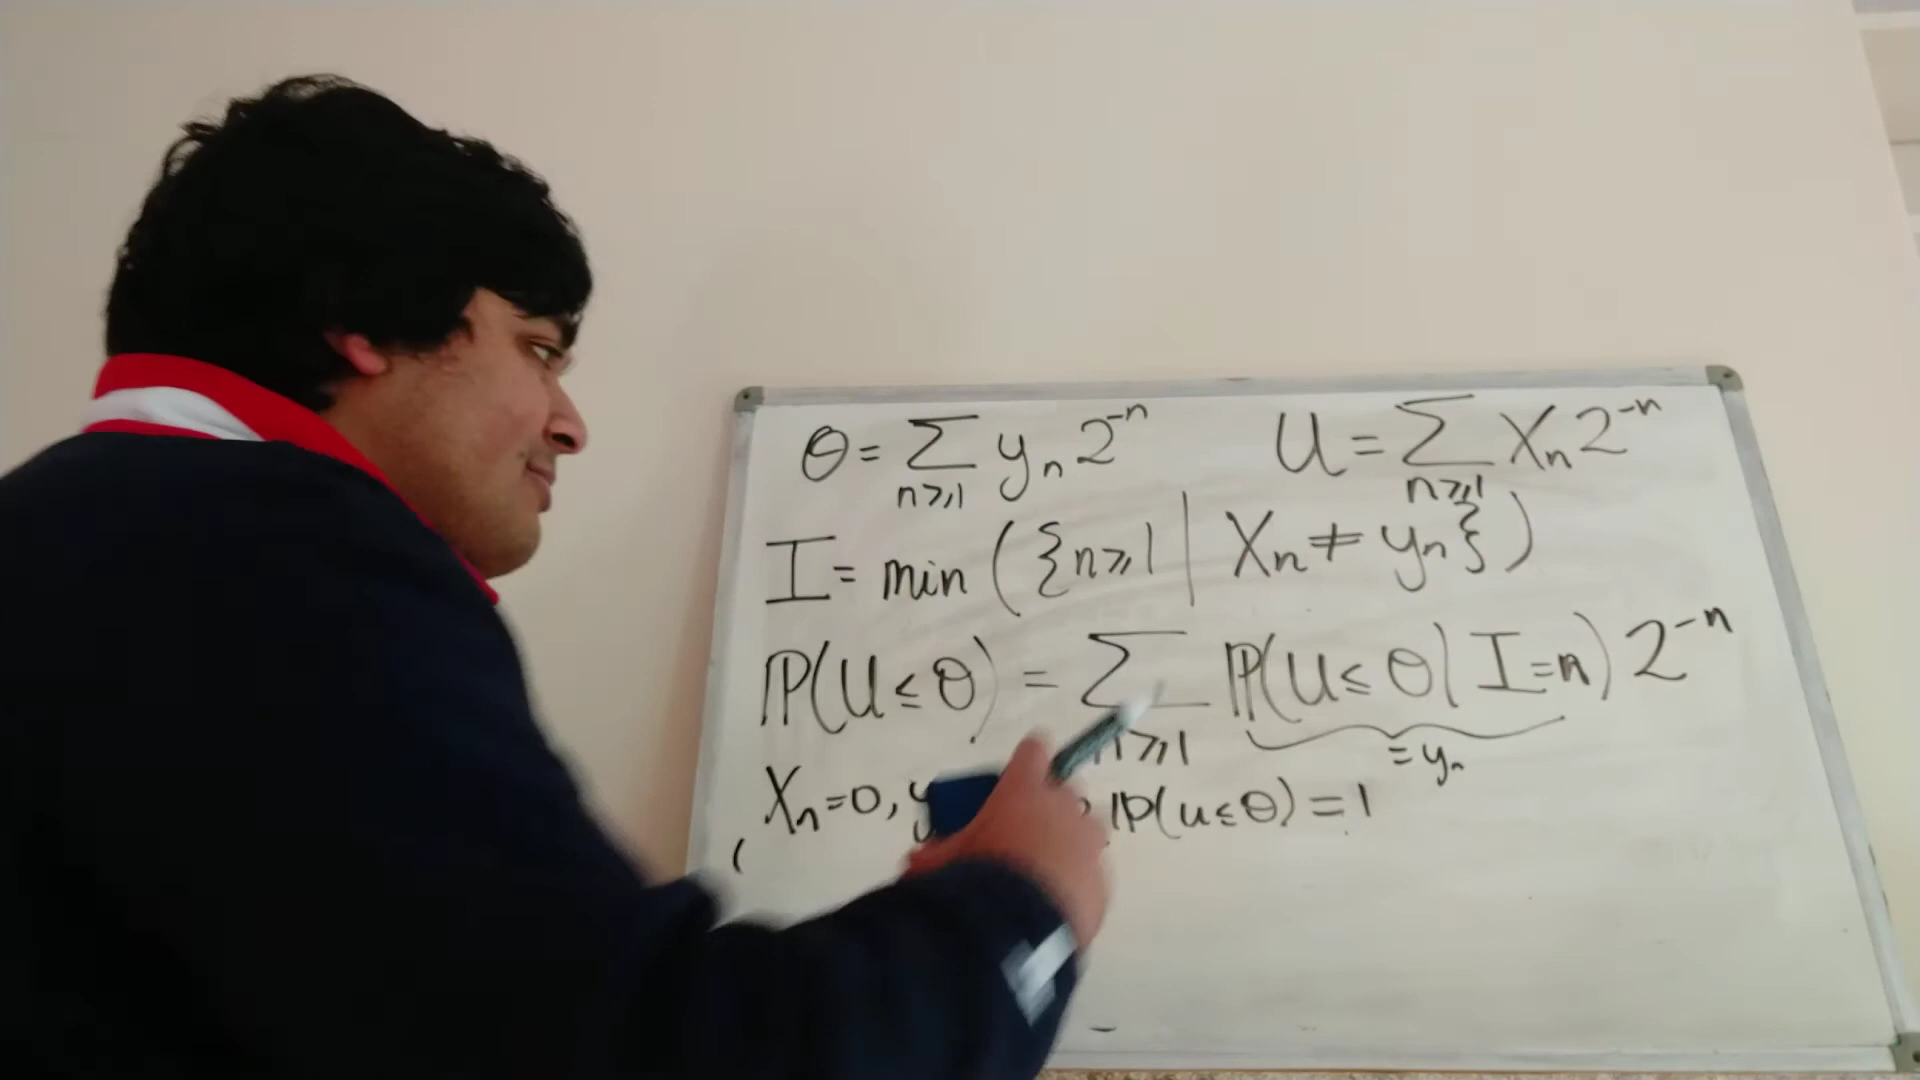 θ = Σ_{n≥1} y_n 2^{-n} U = Σ_{n≥1} X_n 2^{-n}
I = min ( {n≥1 | X_n ≠ y_n} )
ℙ(U ≤ θ) = Σ_{n≥1} ℙ(U ≤ θ | I=n) 2^{-n}
= y_n
X_n=0, y ℙ(U≤θ) = 1
(